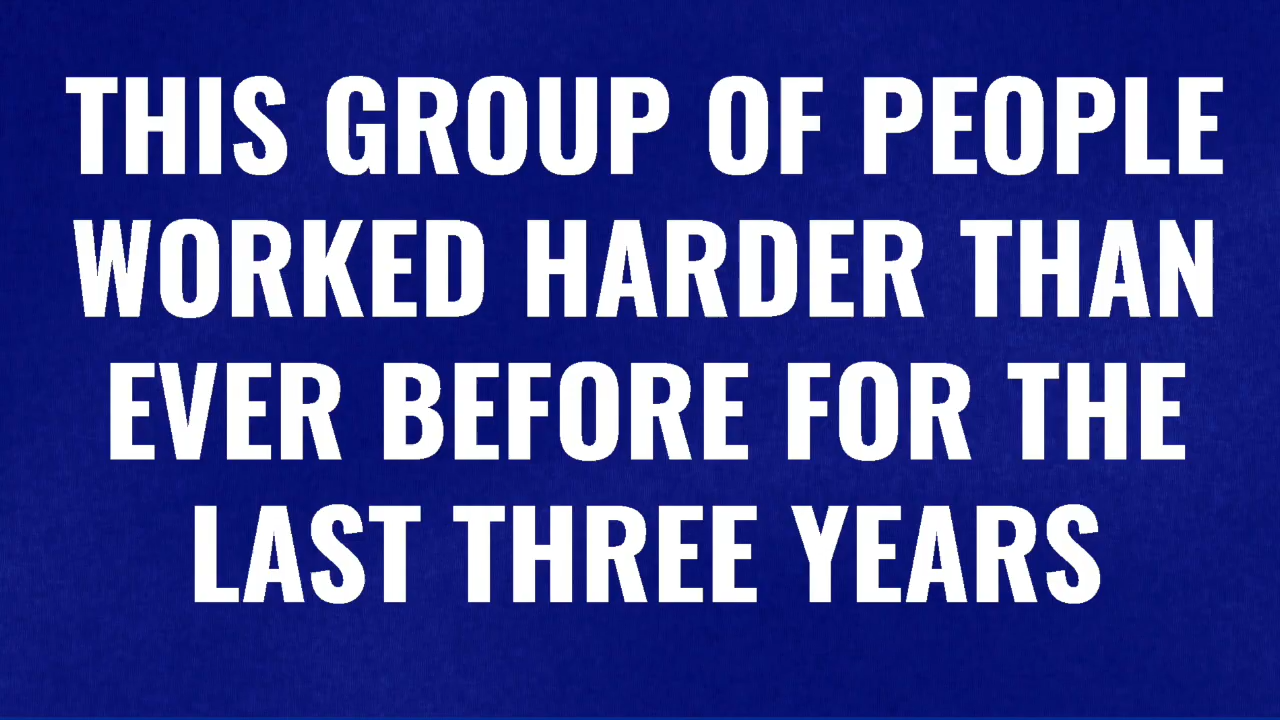 THIS GROUP OF PEOPLE
WORKED HARDER THAN
EVER BEFORE FOR THE
LAST THREE YEARS